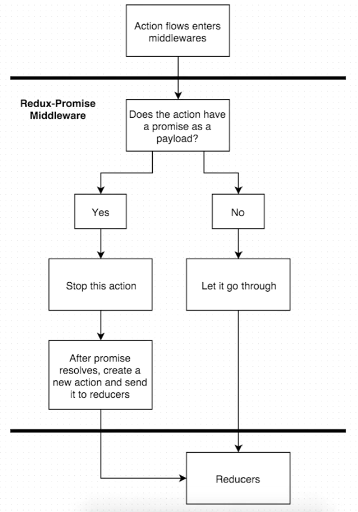 Action flows enters
middlewares
Redux-Promise
Middleware
Does the action have
a promise as a
payload?
Yes
No
Stop this action
Let it go through
After promise
resolves, create a
new action and send
it to reducers
Reducers